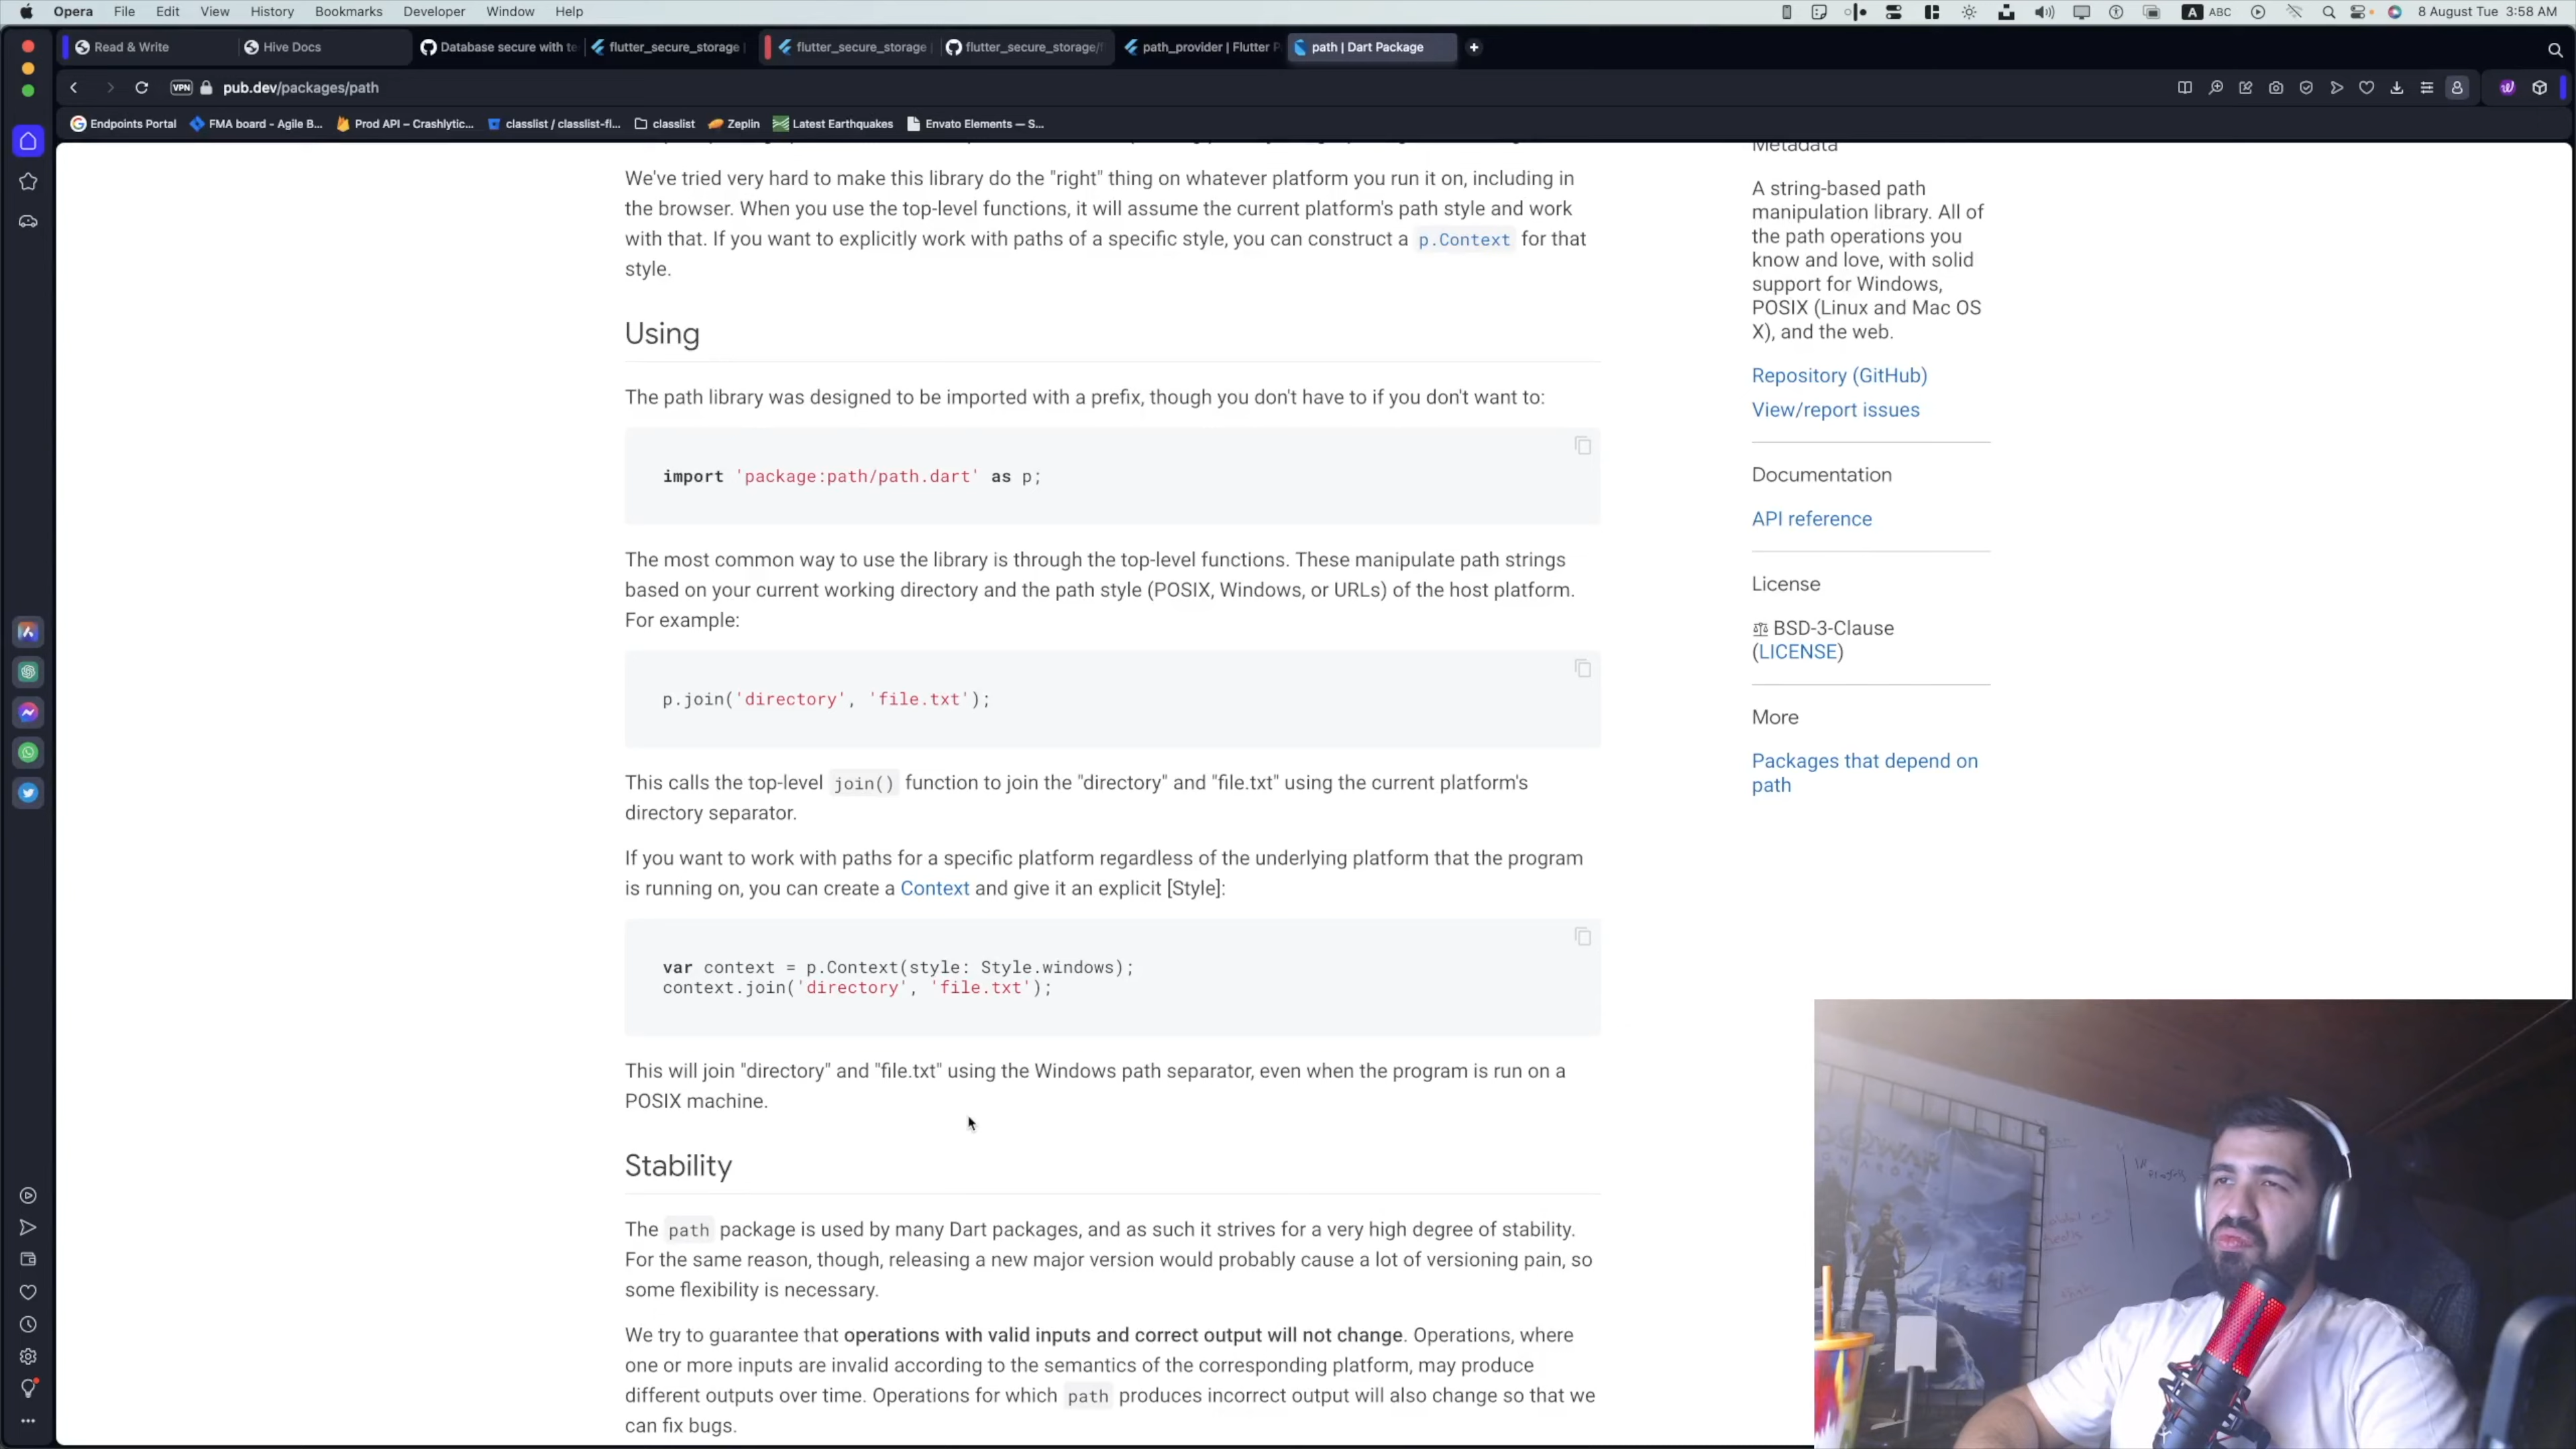 Opera File Edit View History Bookmarks Developer Window Help
A ABC 8 August Tue 3:58 AM
Read & Write
Hive Docs
Database secure with te
flutter_secure_storage
flutter_secure_storage
flutter_secure_storage/
path_provider | Flutter P
path | Dart Package
VPN pub.dev/packages/path
Endpoints Portal
FMA board - Agile B...
Prod API – Crashlytic...
classlist / classlist-fl...
classlist
Zeplin
Latest Earthquakes
Envato Elements — S...
We've tried very hard to make this library do the "right" thing on whatever platform you run it on, including in
the browser. When you use the top-level functions, it will assume the current platform's path style and work
with that. If you want to explicitly work with paths of a specific style, you can construct a p.Context for that
style.
Using
The path library was designed to be imported with a prefix, though you don't have to if you don't want to:
import 'package:path/path.dart' as p;
The most common way to use the library is through the top-level functions. These manipulate path strings
based on your current working directory and the path style (POSIX, Windows, or URLs) of the host platform.
For example:
p.join('directory', 'file.txt');
This calls the top-level join() function to join the "directory" and "file.txt" using the current platform's
directory separator.
If you want to work with paths for a specific platform regardless of the underlying platform that the program
is running on, you can create a Context and give it an explicit [Style]:
var context = p.Context(style: Style.windows);
context.join('directory', 'file.txt');
This will join "directory" and "file.txt" using the Windows path separator, even when the program is run on a
POSIX machine.
Stability
The path package is used by many Dart packages, and as such it strives for a very high degree of stability.
For the same reason, though, releasing a new major version would probably cause a lot of versioning pain, so
some flexibility is necessary.
We try to guarantee that operations with valid inputs and correct output will not change. Operations, where
one or more inputs are invalid according to the semantics of the corresponding platform, may produce
different outputs over time. Operations for which path produces incorrect output will also change so that we
can fix bugs.
Metadata
A string-based path
manipulation library. All of
the path operations you
know and love, with solid
support for Windows,
POSIX (Linux and Mac OS
X), and the web.
Repository (GitHub)
View/report issues
Documentation
API reference
License
BSD-3-Clause
(LICENSE)
More
Packages that depend on
path